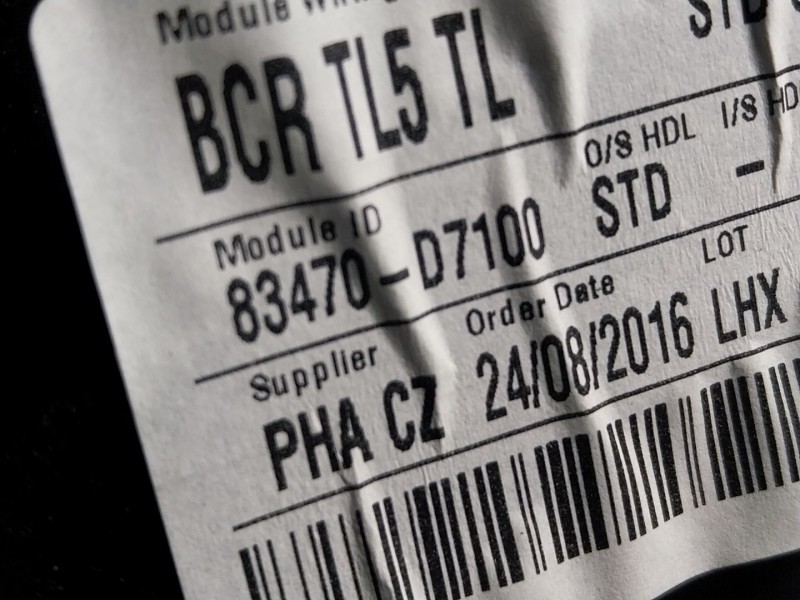 Module
BCR TL5 TL
STD
O/S HDL I/S HD
STD -
Module ID
83470-D7100
LOT
Order Date
LHX
Supplier
24/08/2016
PHA CZ